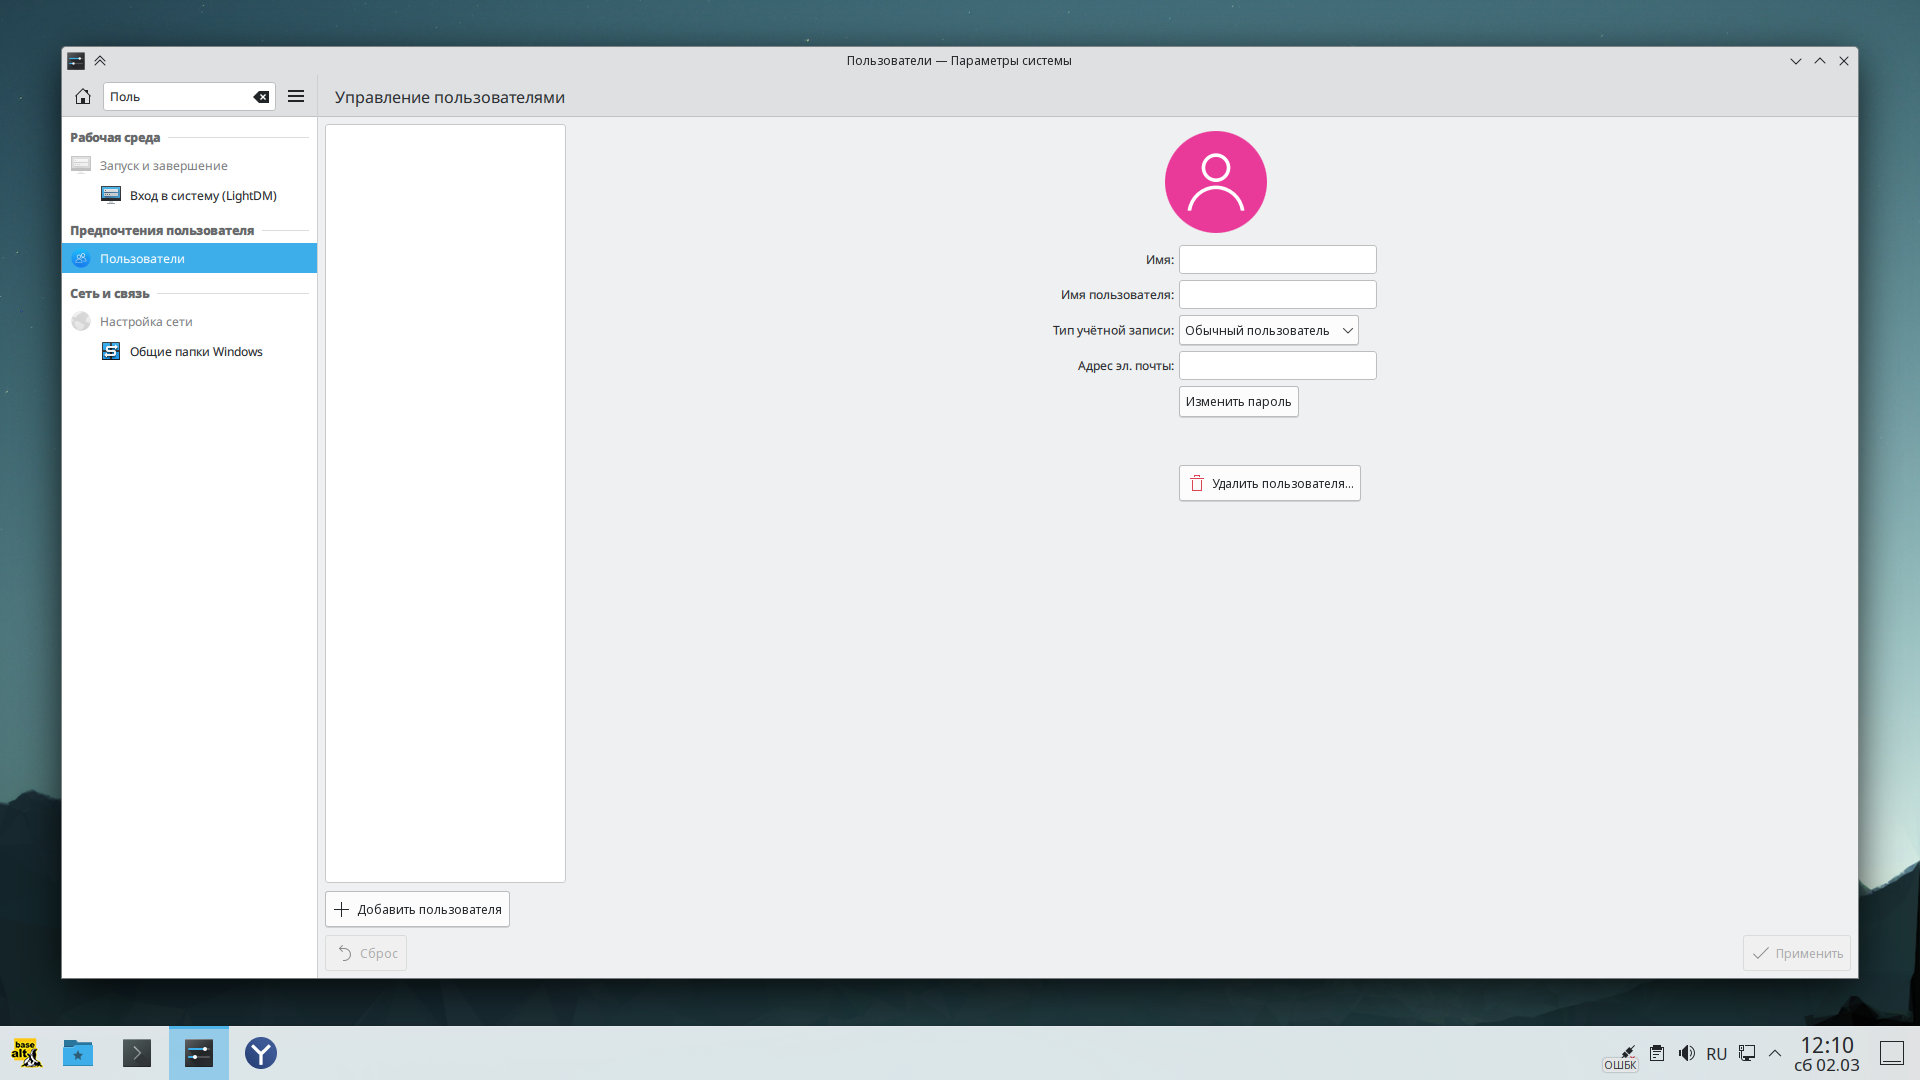 Пользователи — Параметры системы
Поль
Управление пользователями
Рабочая среда
Запуск и завершение
Вход в систему (LightDM)
Предпочтения пользователя
Пользователи
Сеть и связь
Настройка сети
Общие папки Windows
Имя:
Имя пользователя:
Тип учётной записи: Обычный пользователь
Адрес эл. почты:
Изменить пароль
Удалить пользователя...
Добавить пользователя
Сброс
Применить
base
alt
ОШБК
RU
12:10
сб 02.03